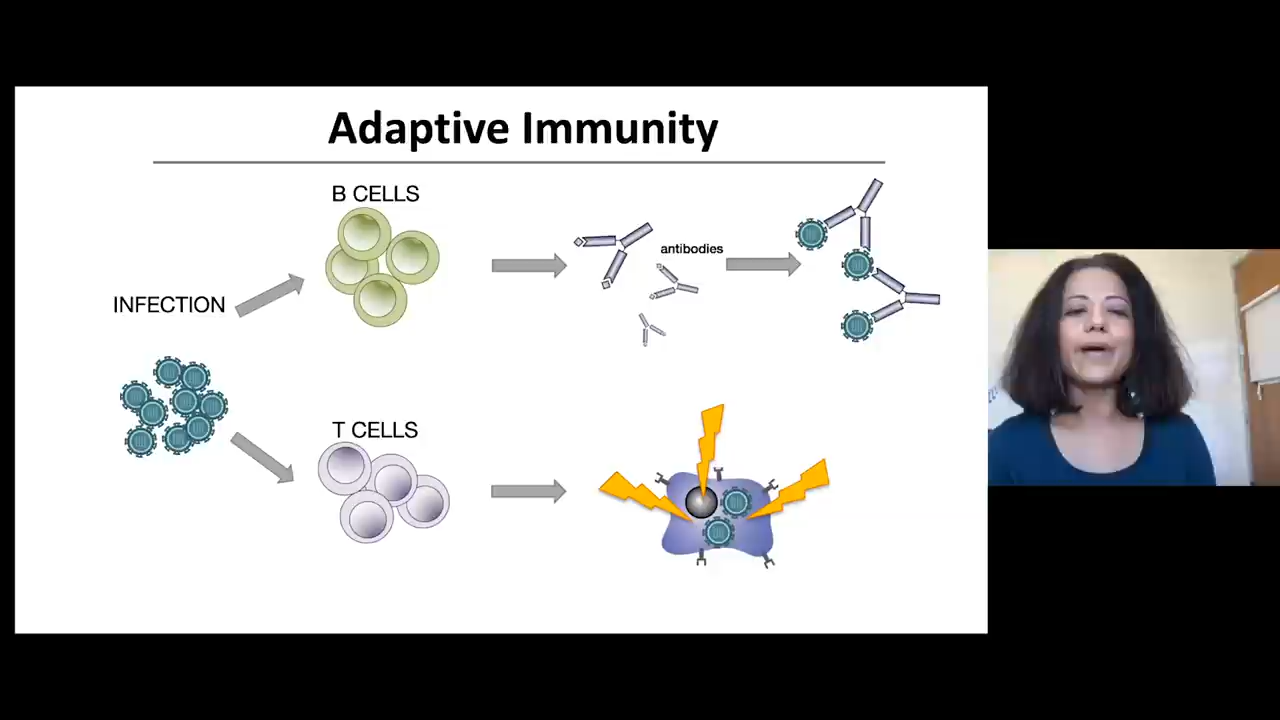 Adaptive Immunity
B CELLS
antibodies
INFECTION
T CELLS